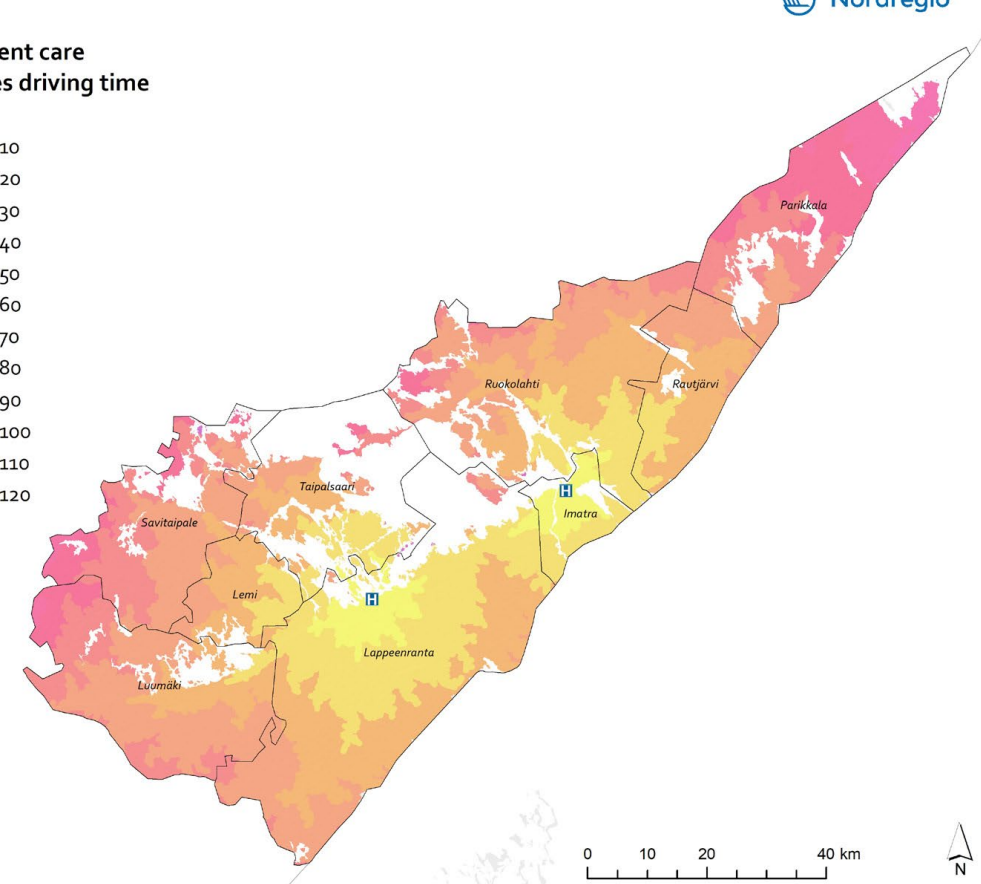 Nordregio
ent care
es driving time
10
20
30
40
50
60
70
80
90
100
110
120
Parikkala
Ruokolahti
Rautjärvi
Taipalsaari
H
Imatra
Savitaipale
Lemi
H
Lappeenranta
Luumäki
0 10 20 40 km
N